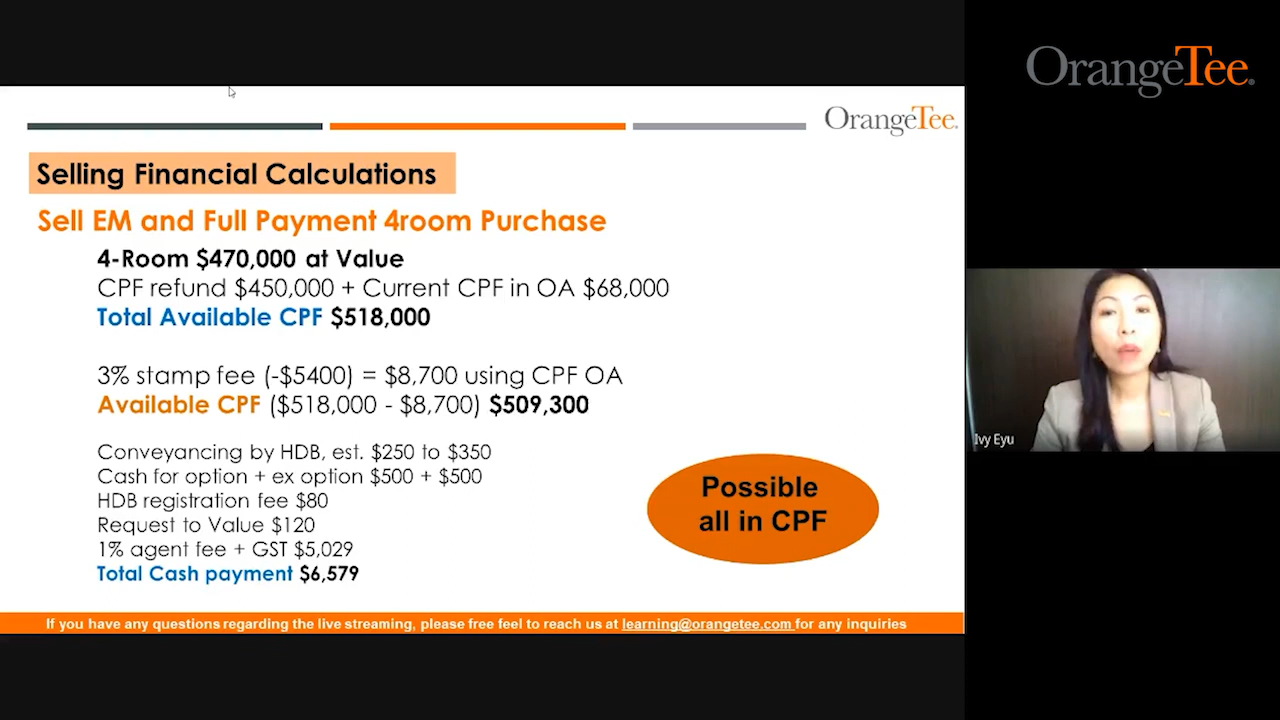 OrangeTee
OrangeTee
Selling Financial Calculations
Sell EM and Full Payment 4room Purchase
4-Room $470,000 at Value
CPF refund $450,000 + Current CPF in OA $68,000
Total Available CPF $518,000
3% stamp fee (-$5400) = $8,700 using CPF OA
Available CPF ($518,000 - $8,700) $509,300
Conveyancing by HDB, est. $250 to $350
Cash for option + ex option $500 + $500
HDB registration fee $80
Request to Value $120
1% agent fee + GST $5,029
Total Cash payment $6,579
Possible
all in CPF
If you have any questions regarding the live streaming, please free feel to reach us at learning@orangetee.com for any inquiries
Ivy Eyu